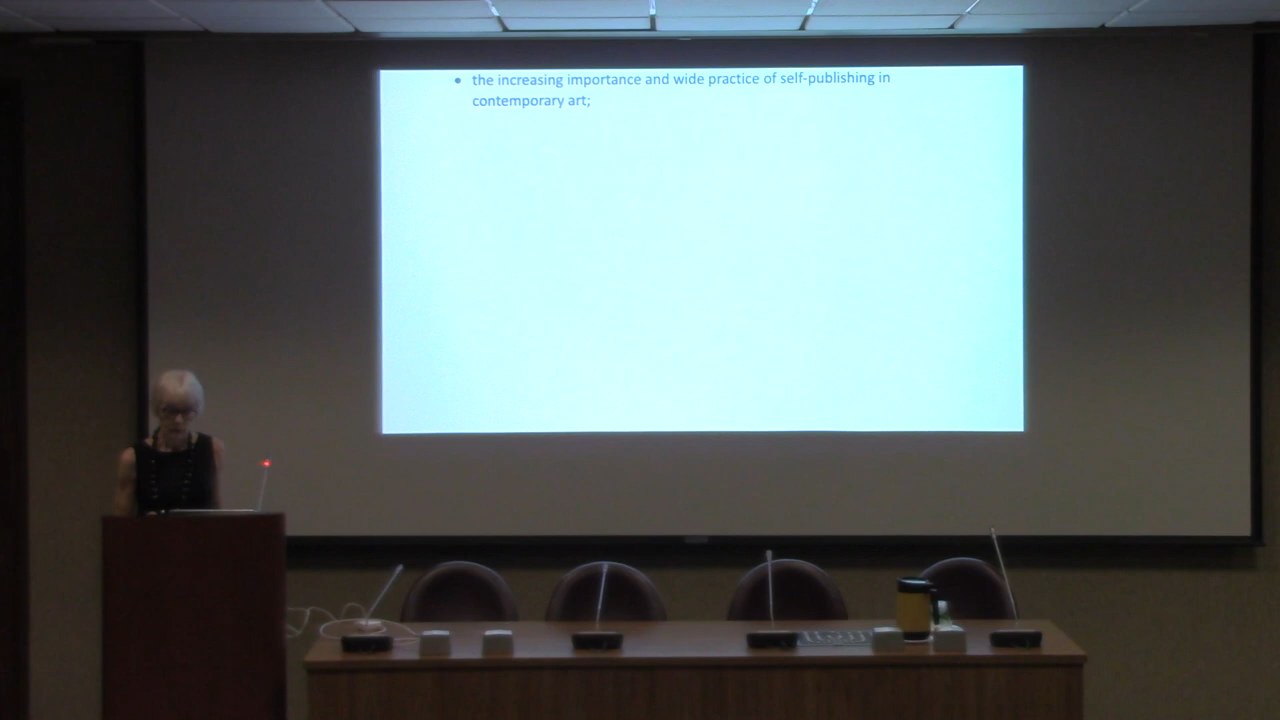 • the increasing importance and wide practice of self-publishing in
contemporary art;